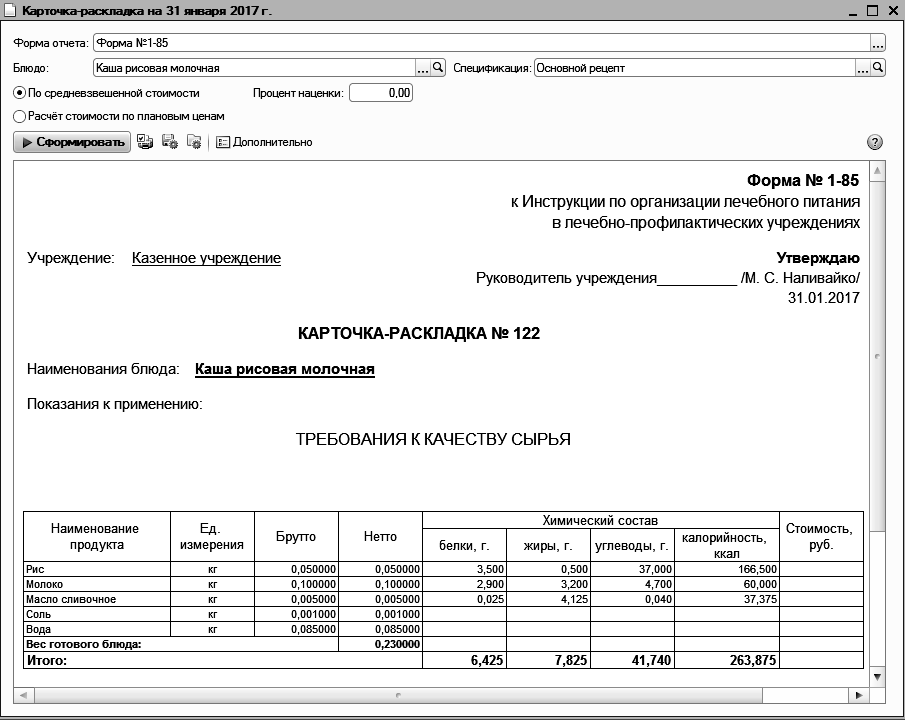 Карточка-раскладка на 31 января 2017 г.
Форма отчета: Форма №1-85 ...
Блюдо: Каша рисовая молочная ... Спецификация: Основной рецепт ...
По средневзвешенной стоимости Процент наценки: 0,00
Расчёт стоимости по плановым ценам
Сформировать Дополнительно ?
Форма № 1-85
к Инструкции по организации лечебного питания
в лечебно-профилактических учреждениях
Учреждение: Казенное учреждение Утверждаю
Руководитель учреждения__________ /М. С. Наливайко/
31.01.2017
КАРТОЧКА-РАСКЛАДКА № 122
Наименования блюда: Каша рисовая молочная
Показания к применению:
ТРЕБОВАНИЯ К КАЧЕСТВУ СЫРЬЯ
Наименование продукта Ед. измерения Брутто Нетто Химический состав Стоимость, руб.
белки, г. жиры, г. углеводы, г. калорийность, ккал
Рис кг 0,050000 0,050000 3,500 0,500 37,000 166,500
Молоко кг 0,100000 0,100000 2,900 3,200 4,700 60,000
Масло сливочное кг 0,005000 0,005000 0,025 4,125 0,040 37,375
Соль кг 0,001000 0,001000
Вода кг 0,085000 0,085000
Вес готового блюда: 0,230000
Итого: 6,425 7,825 41,740 263,875